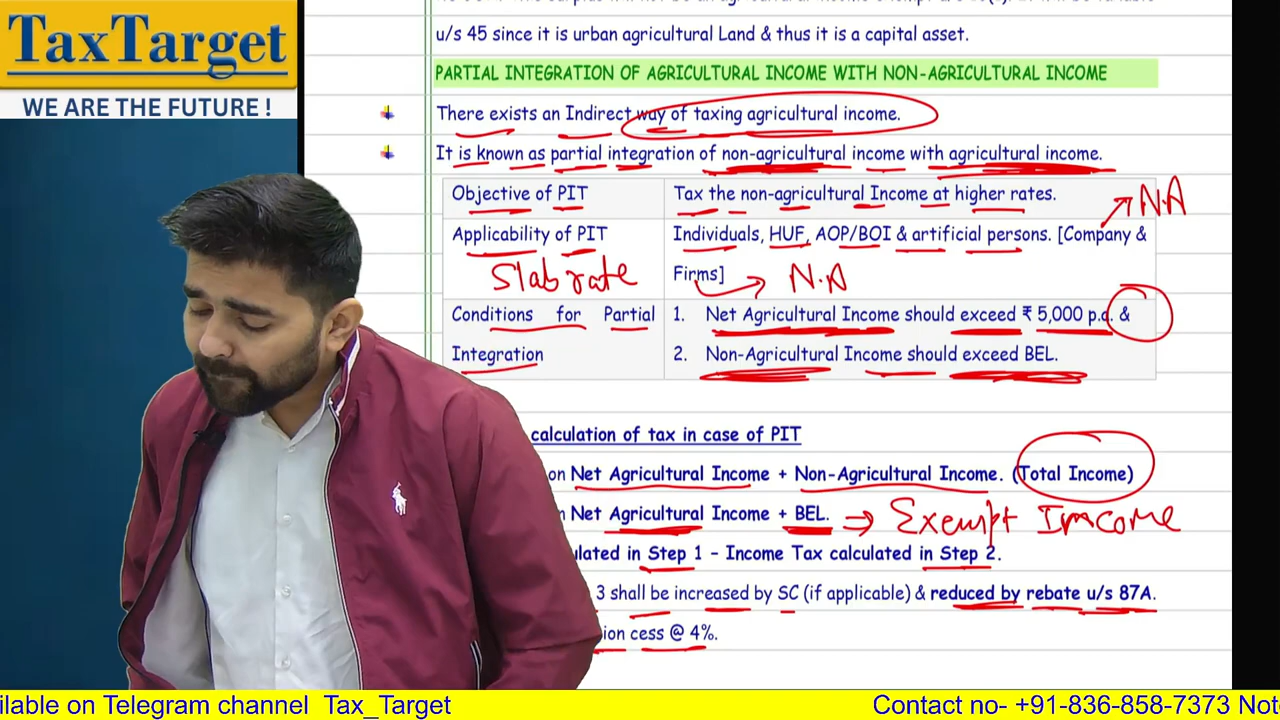 TaxTarget
WE ARE THE FUTURE !
u/s 45 since it is urban agricultural Land & thus it is a capital asset.
PARTIAL INTEGRATION OF AGRICULTURAL INCOME WITH NON-AGRICULTURAL INCOME
There exists an Indirect way of taxing agricultural income.
It is known as partial integration of non-agricultural income with agricultural income.
Objective of PIT
Tax the non-agricultural Income at higher rates.
N.A
Applicability of PIT
Individuals, HUF, AOP/BOI & artificial persons. [Company &
Firms]
Slab rate
N.A
Conditions for Partial
Integration
1. Net Agricultural Income should exceed ₹ 5,000 p.a. &
2. Non-Agricultural Income should exceed BEL.
calculation of tax in case of PIT
on Net Agricultural Income + Non-Agricultural Income. (Total Income)
Net Agricultural Income + BEL. → Exempt Income
in Step 1 – Income Tax calculated in Step 2.
3 shall be increased by SC (if applicable) & reduced by rebate u/s 87A.
cess @ 4%.
ilable on Telegram channel Tax_Target
Contact no- +91-836-858-7373 Not